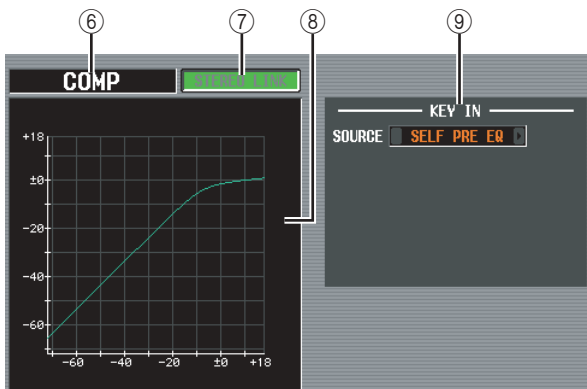 ⑥ ⑦ ⑧ ⑨
COMP STEREO LINK
KEY IN
SOURCE SELF PRE EQ
+18
±0
-20
-40
-60
-60 -40 -20 ±0 +18